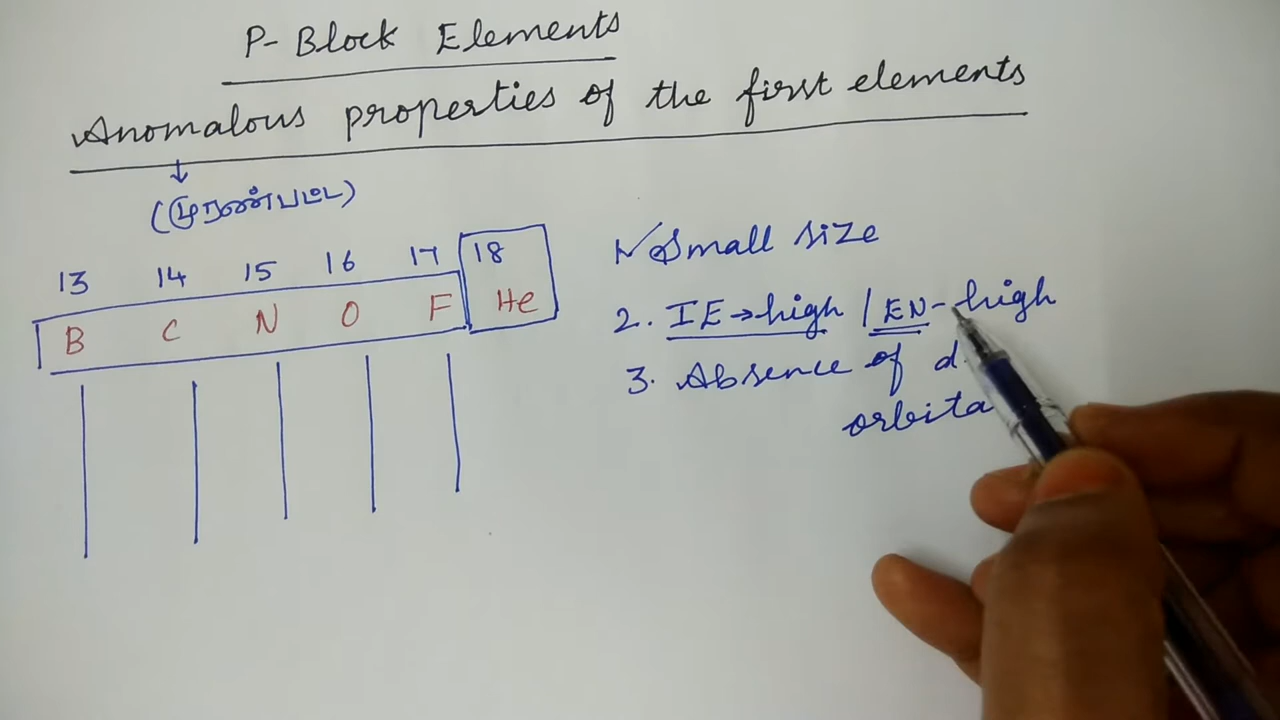 P- Block Elements
Anomalous properties of the first elements
↓
(முரண்பட்ட)
13 14 15 16 17 18
B C N O F He
1. Small size
2. IE → high / EN - high
3. Absence of d
orbita